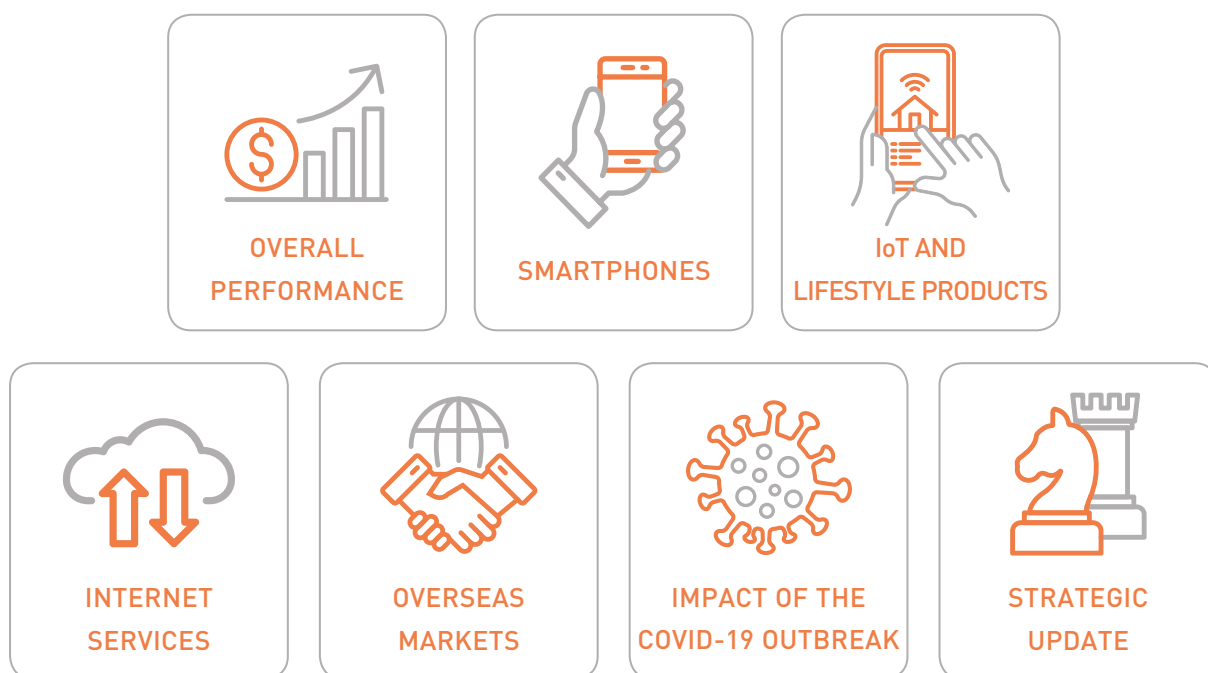 OVERALL
PERFORMANCE
SMARTPHONES
IoT AND
LIFESTYLE PRODUCTS
INTERNET
SERVICES
OVERSEAS
MARKETS
IMPACT OF THE
COVID-19 OUTBREAK
STRATEGIC
UPDATE